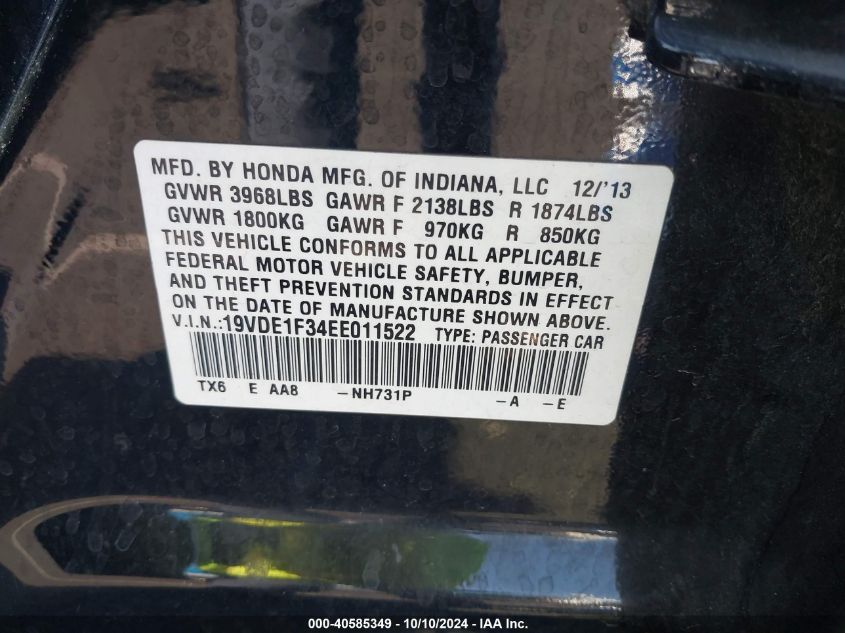 MFD. BY HONDA MFG. OF INDIANA, LLC 12/'13
GVWR 3968LBS GAWR F 2138LBS R 1874LBS
GVWR 1800KG GAWR F 970KG R 850KG
THIS VEHICLE CONFORMS TO ALL APPLICABLE
FEDERAL MOTOR VEHICLE SAFETY, BUMPER,
AND THEFT PREVENTION STANDARDS IN EFFECT
ON THE DATE OF MANUFACTURE SHOWN ABOVE.
V.I.N.:19VDE1F34EE011522 TYPE: PASSENGER CAR
TX6 E AA8 -NH731P -A -E
000-40585349 - 10/10/2024 - IAA Inc.